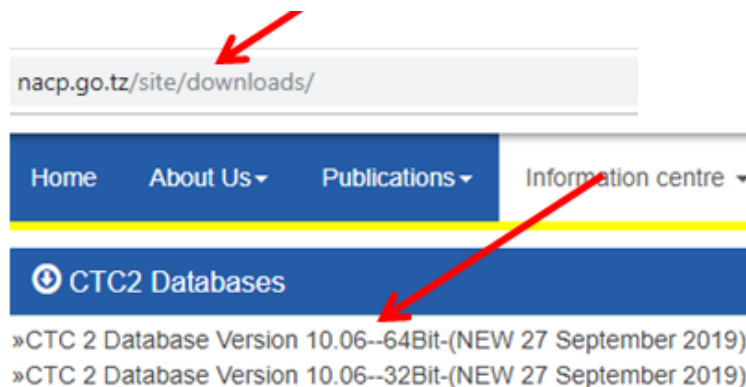 nacp.go.tz/site/downloads/
Home About Us Publications Information centre
CTC2 Databases
»CTC 2 Database Version 10.06--64Bit-(NEW 27 September 2019)
»CTC 2 Database Version 10.06--32Bit-(NEW 27 September 2019)